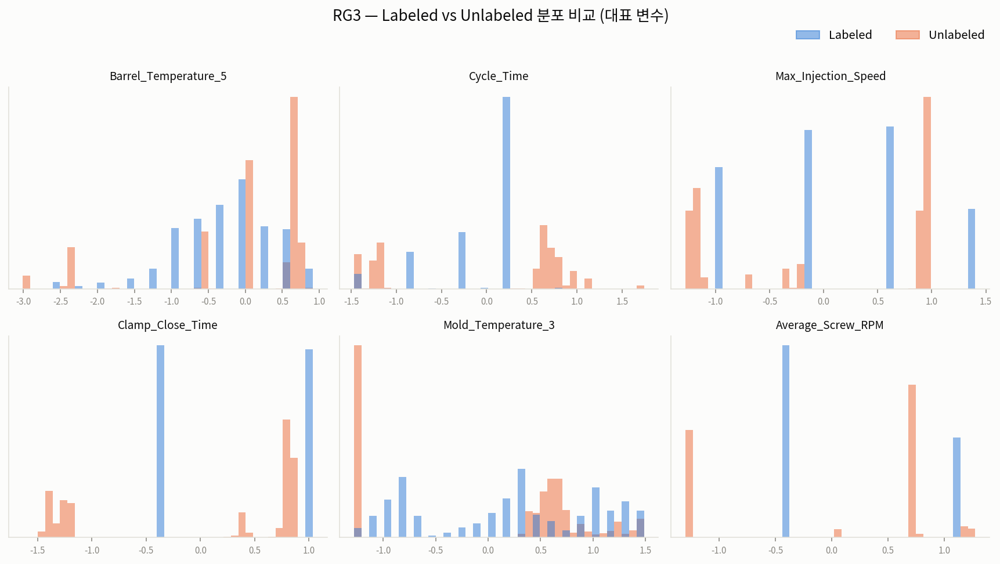 RG3 — Labeled vs Unlabeled 분포 비교 (대표 변수)
Labeled Unlabeled
Barrel_Temperature_5 Cycle_Time Max_Injection_Speed
-3.0 -2.5 -2.0 -1.5 -1.0 -0.5 0.0 0.5 1.0 -1.5 -1.0 -0.5 0.0 0.5 1.0 1.5 -1.0 -0.5 0.0 0.5 1.0 1.5
Clamp_Close_Time Mold_Temperature_3 Average_Screw_RPM
-1.5 -1.0 -0.5 0.0 0.5 1.0 -1.0 -0.5 0.0 0.5 1.0 1.5 -1.0 -0.5 0.0 0.5 1.0